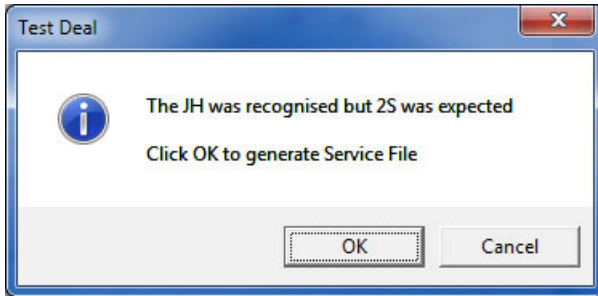 Test Deal
The JH was recognised but 2S was expected
Click OK to generate Service File
OK
Cancel